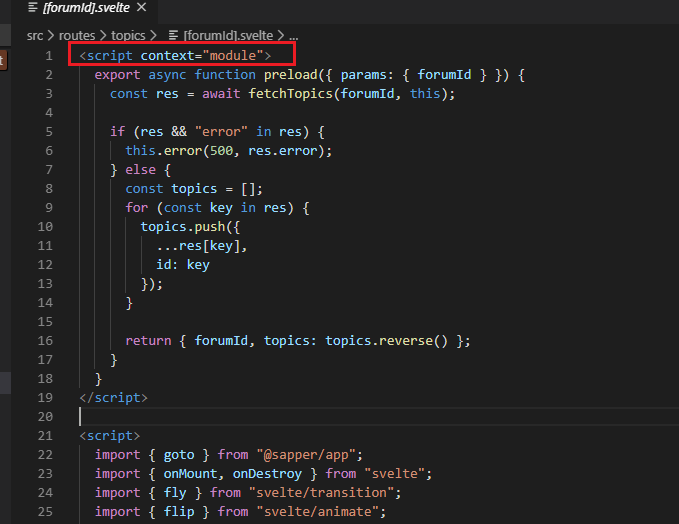 [forumId].svelte
src > routes > topics > [forumId].svelte > ...
1 <script context="module">
2 export async function preload({ params: { forumId } }) {
3 const res = await fetchTopics(forumId, this);
4
5 if (res && "error" in res) {
6 this.error(500, res.error);
7 } else {
8 const topics = [];
9 for (const key in res) {
10 topics.push({
11 ...res[key],
12 id: key
13 });
14 }
15
16 return { forumId, topics: topics.reverse() };
17 }
18 }
19 </script>
20
21 <script>
22 import { goto } from "@sapper/app";
23 import { onMount, onDestroy } from "svelte";
24 import { fly } from "svelte/transition";
25 import { flip } from "svelte/animate";